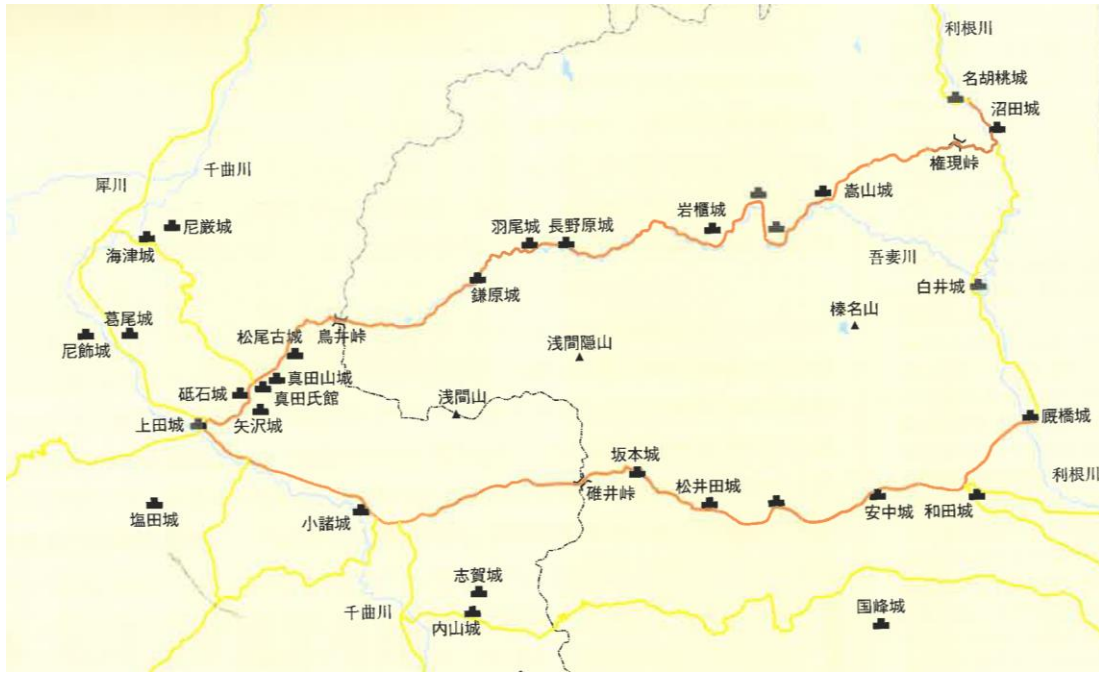 利根川
名胡桃城
沼田城
権現峠
千曲川
犀川
尼厳城
海津城
嵩山城
岩櫃城
羽尾城
長野原城
吾妻川
白井城
鎌原城
榛名山
葛尾城
尼飾城
松尾古城
鳥井峠
浅間隠山
真田山城
真田氏館
砥石城
矢沢城
上田城
浅間山
厩橋城
坂本城
碓井峠
松井田城
利根川
安中城
和田城
塩田城
小諸城
志賀城
千曲川
内山城
国峰城